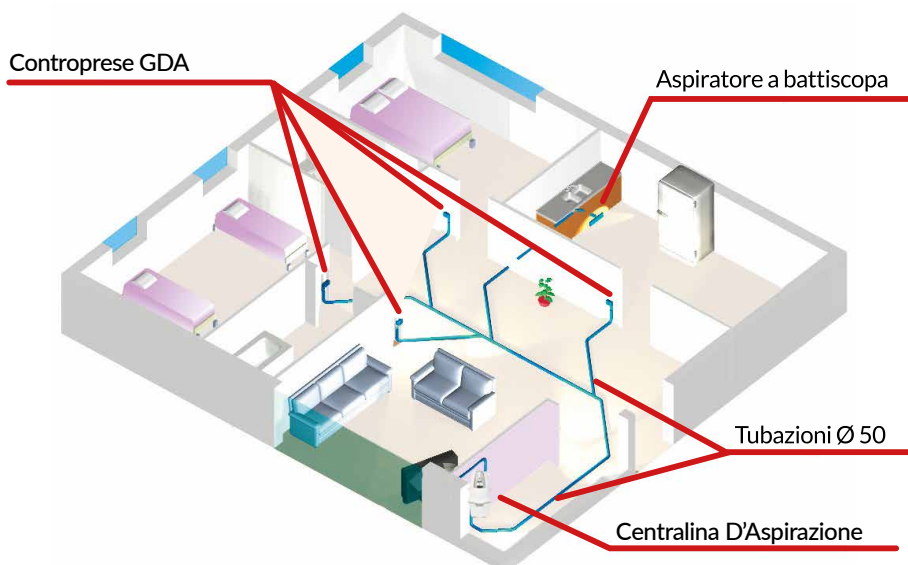 Controprese GDA
Aspiratore a battiscopa
Tubazioni Ø 50
Centralina D'Aspirazione